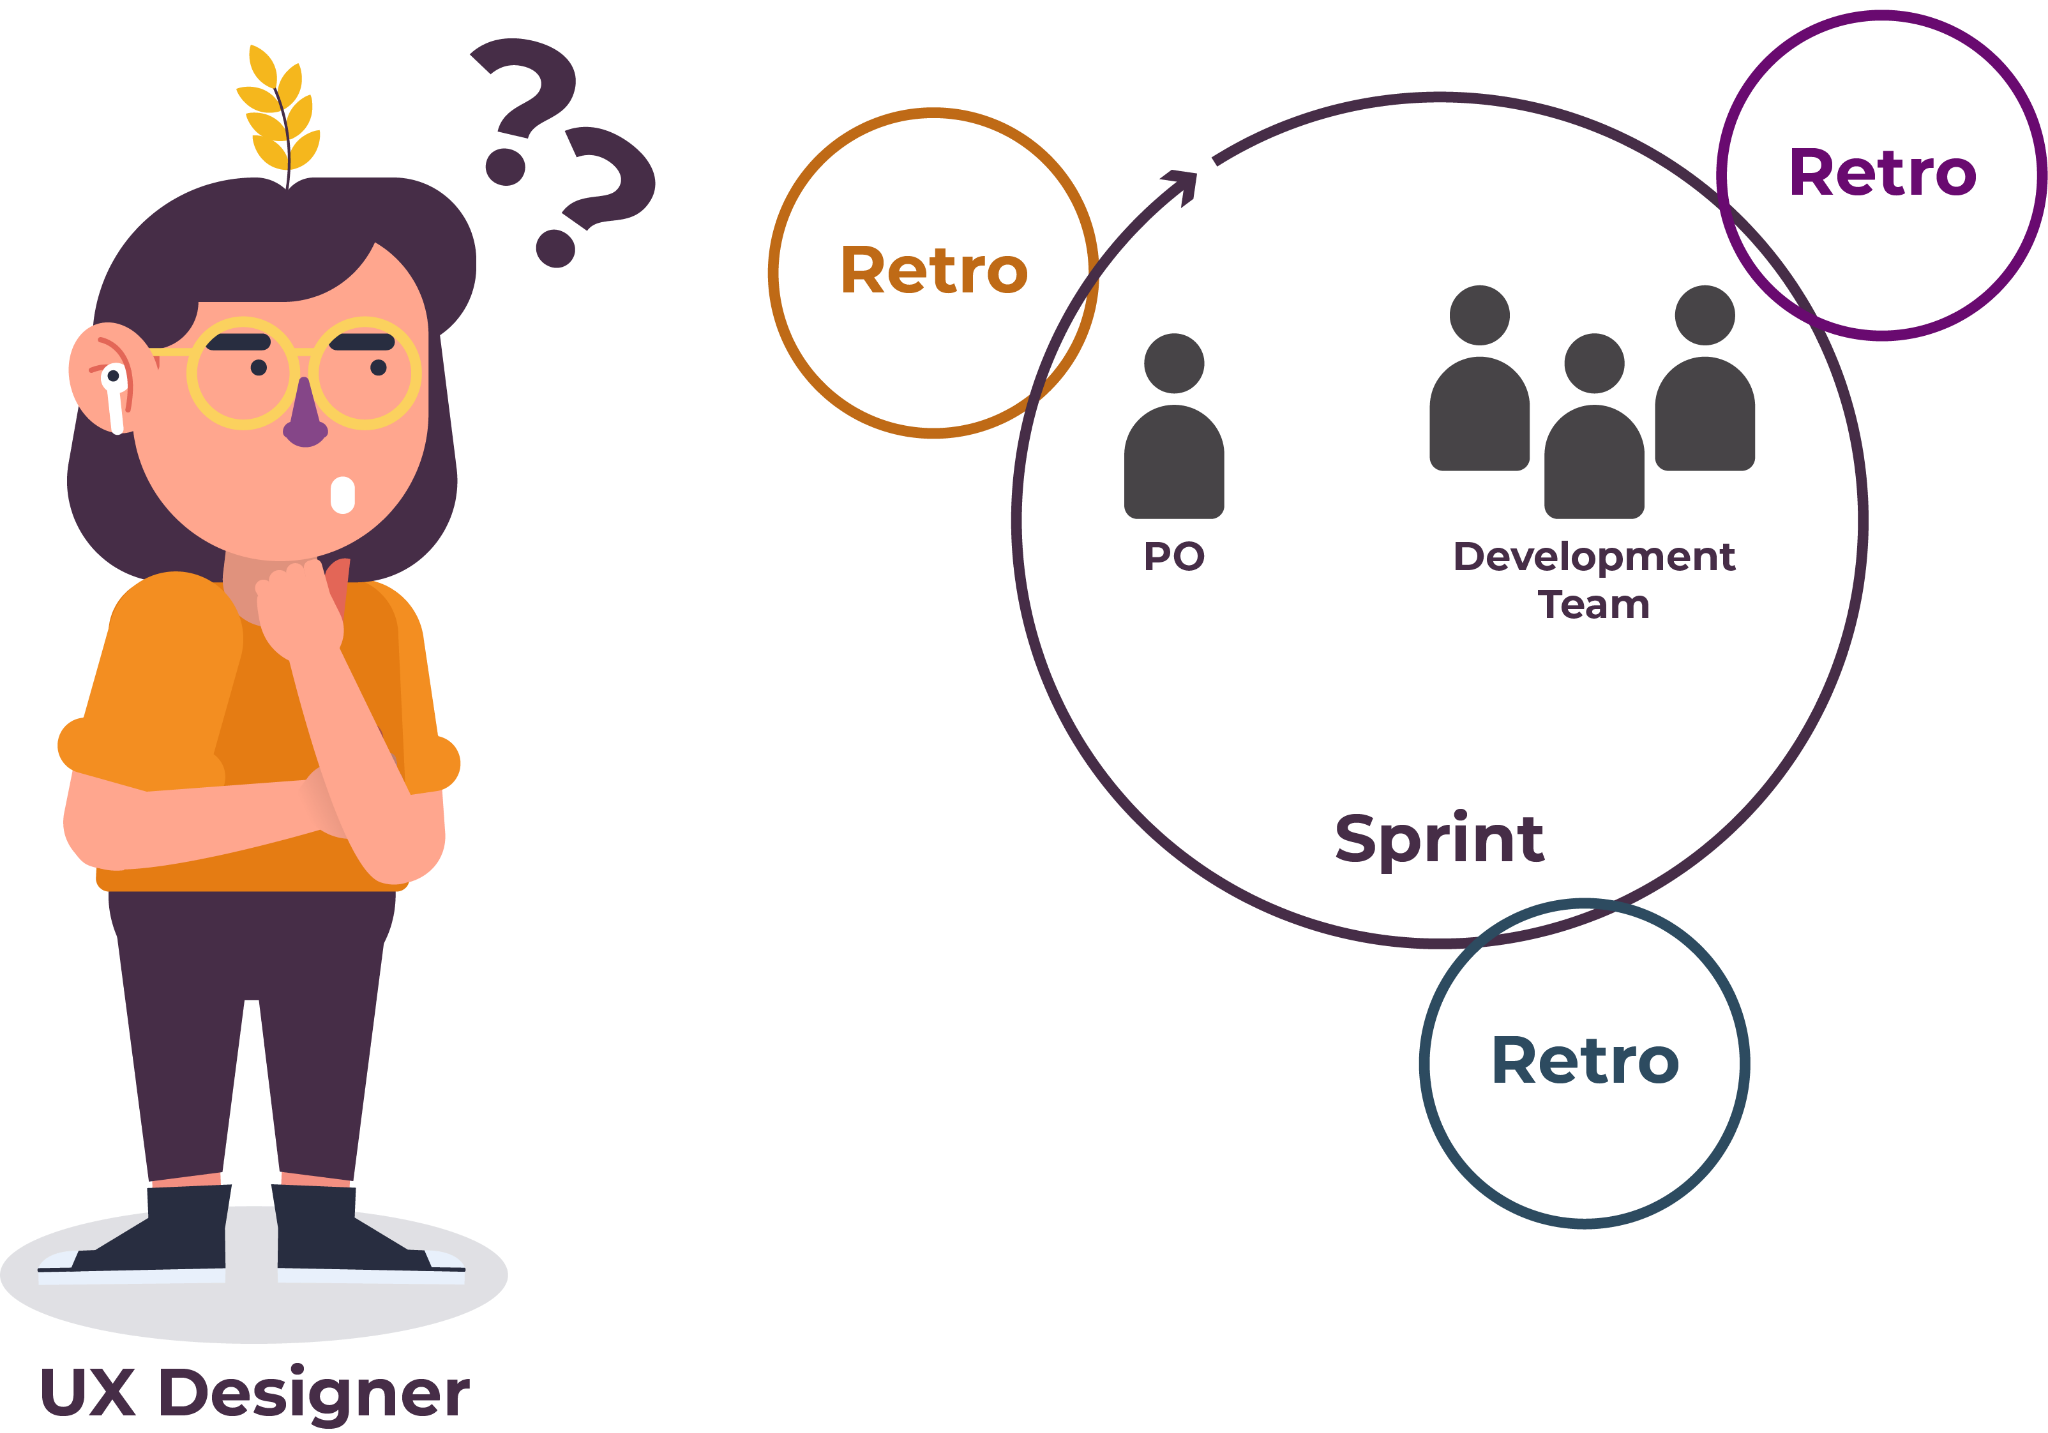 ??
Retro
Retro
PO
Development
Team
Sprint
Retro
UX Designer